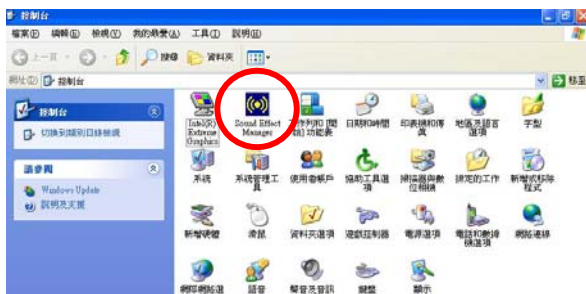 控制台
檔案(F) 編輯(E) 檢視(V) 我的最愛(A) 工具(T) 說明(H)
上一頁 搜尋 資料夾
網址(D) 控制台 移至
控制台
切換到類別目錄檢視
請參閱
Windows Update
說明及支援
Intel(R) Extreme Graphics
Sound Effect Manager
工作列和 [開始] 功能表
日期和時間
印表機和傳真
地區及語言選項
字型
系統
系統管理工具
使用者帳戶
協助工具選項
掃描器與數位相機
排定的工作
新增或移除程式
新增硬體
滑鼠
資料夾選項
遊戲控制器
電源選項
電話和數據機選項
網路連線
網際網路選
語音
聲音及音訊
鍵盤
顯示